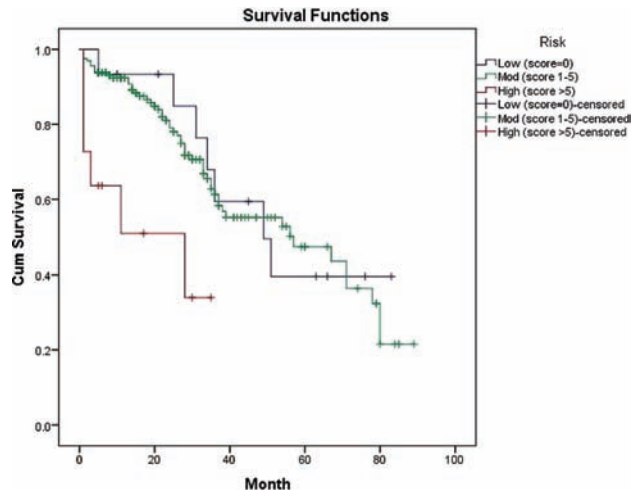 Survival Functions
Risk
Low (score=0)
Mod (score 1-5)
High (score >5)
Low (score=0)-censored
Mod (score 1-5)-censored
High (score >5)-censored
Cum Survival
1.0
0.8
0.6
0.4
0.2
0.0
0 20 40 60 80 100
Month